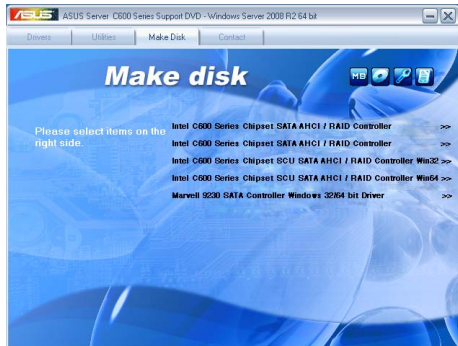 ASUS
ASUS Server C600 Series Support DVD - Windows Server 2008 R2 64 bit
Drivers
Utilities
Make Disk
Contact
Make disk
MB
Please select items on the
right side.
Intel C600 Series Chipset SATA AHCI / RAID Controller >>
Intel C600 Series Chipset SATA AHCI / RAID Controller >>
Intel C600 Series Chipset SCU SATA AHCI / RAID Controller Win32 >>
Intel C600 Series Chipset SCU SATA AHCI / RAID Controller Win64 >>
Marvell 9230 SATA Controller Windows 32/64 bit Driver >>